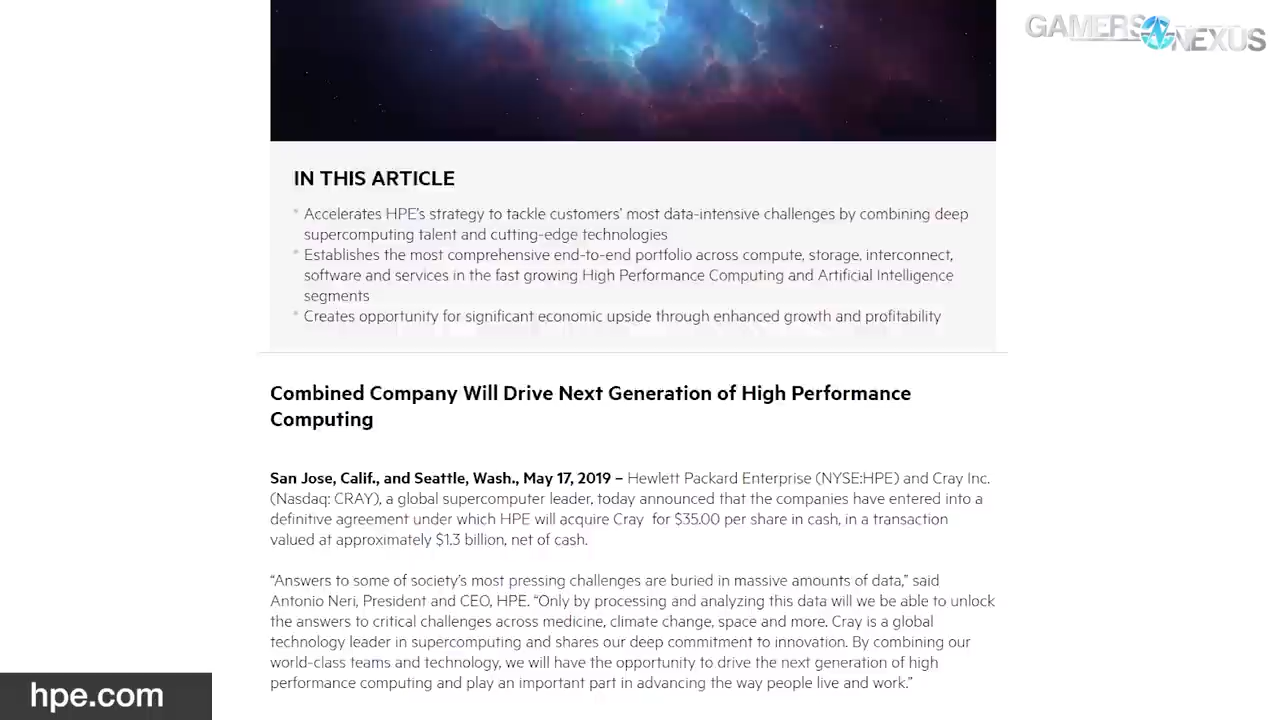 GAMERS NEXUS
IN THIS ARTICLE
* Accelerates HPE's strategy to tackle customers' most data-intensive challenges by combining deep
supercomputing talent and cutting-edge technologies
* Establishes the most comprehensive end-to-end portfolio across compute, storage, interconnect,
software and services in the fast growing High Performance Computing and Artificial Intelligence
segments
* Creates opportunity for significant economic upside through enhanced growth and profitability
Combined Company Will Drive Next Generation of High Performance
Computing
San Jose, Calif., and Seattle, Wash., May 17, 2019 – Hewlett Packard Enterprise (NYSE:HPE) and Cray Inc.
(Nasdaq: CRAY), a global supercomputer leader, today announced that the companies have entered into a
definitive agreement under which HPE will acquire Cray for $35.00 per share in cash, in a transaction
valued at approximately $1.3 billion, net of cash.
“Answers to some of society's most pressing challenges are buried in massive amounts of data,” said
Antonio Neri, President and CEO, HPE. “Only by processing and analyzing this data will we be able to unlock
the answers to critical challenges across medicine, climate change, space and more. Cray is a global
technology leader in supercomputing and shares our deep commitment to innovation. By combining our
world-class teams and technology, we will have the opportunity to drive the next generation of high
performance computing and play an important part in advancing the way people live and work.”
hpe.com